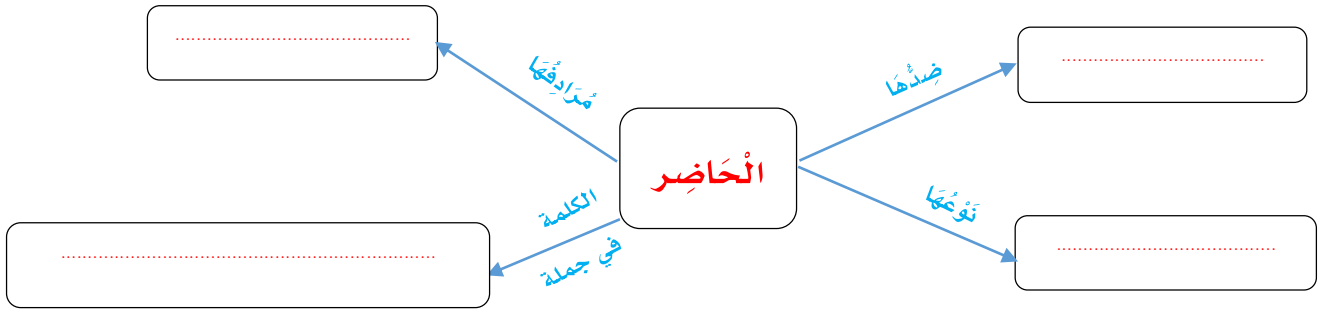 ضِدُّهَا
مُرَادِفُهَا
الْحَاضِر
نَوْعُهَا
الكلمة
في جملة